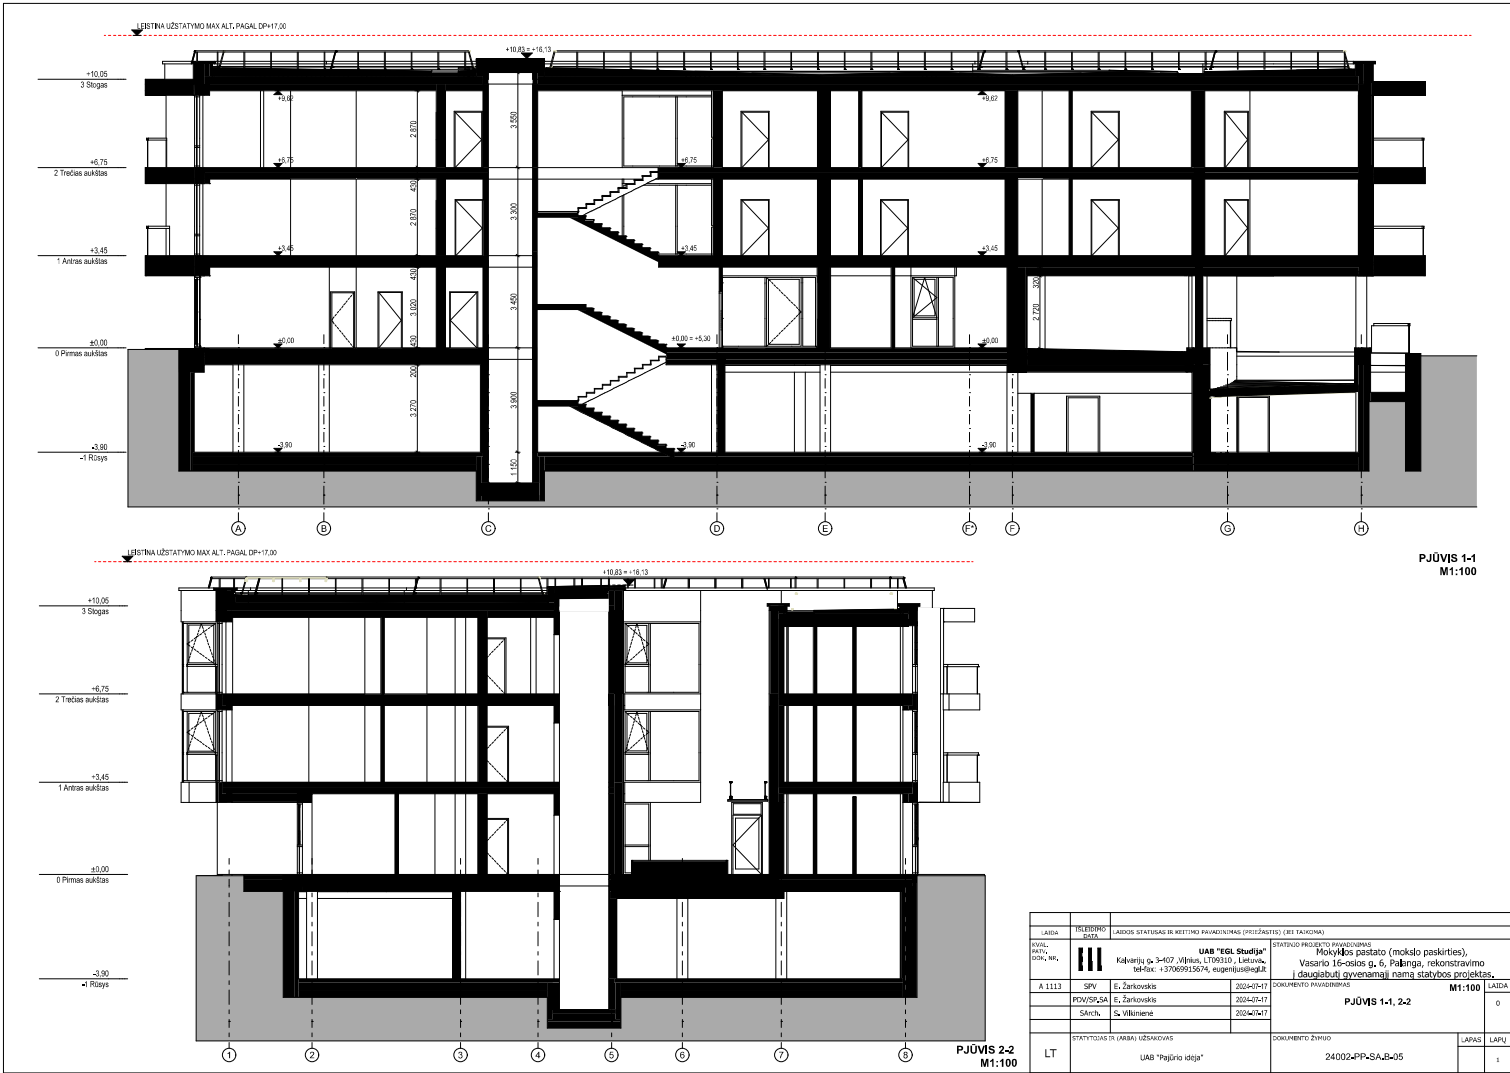 LEISTINA UŽSTATYMO MAX ALT. PAGAL DP+17,00
+10,83 = +16,13
+10,05
3 Stogas
+9,62
+9,62
2 870
3 550
+6,75
2 Trečias aukštas
+6,75
+6,75
+6,75
430
2 870
3 300
+3,45
1 Antras aukštas
+3,45
+3,45
+3,45
430
3 020
3 450
320
2 720
±0,00
0 Pirmas aukštas
±0,00
430
±0,00 = +5,30
±0,00
200
3 270
3 900
-3,90
-1 Rūsys
-3,90
-3,90
-3,90
1 150
A
B
C
D
E
F*
F
G
H
PJŪVIS 1-1
M1:100
LEISTINA UŽSTATYMO MAX ALT. PAGAL DP+17,00
+10,83 = +16,13
+10,05
3 Stogas
+6,75
2 Trečias aukštas
+3,45
1 Antras aukštas
±0,00
0 Pirmas aukštas
-3,90
-1 Rūsys
1
2
3
4
5
6
7
8
PJŪVIS 2-2
M1:100
LAIDA
IŠLEIDIMO
DATA
LAIDOS STATUSAS IR KEITIMO PAVADINIMAS (PRIEŽASTIS) (JEI TAIKOMA)
KVAL.
PATV.
DOK. NR.
UAB "EGL Studija"
Kalvarijų g. 3-407 ,Vilnius, LT09310 , Lietuva,
tel-fax: +37069915674, eugenijus@egl.lt
STATINIO PROJEKTO PAVADINIMAS
Mokyklos pastato (mokslo paskirties),
Vasario 16-osios g. 6, Palanga, rekonstravimo
į daugiabutį gyvenamąjį namą statybos projektas.
A 1113
SPV
E. Žarkovskis
2024-07-17
PDV/SP.SA
E. Žarkovskis
2024-07-17
SArch.
S. Vilkinienė
2024-07-17
DOKUMENTO PAVADINIMAS
M1:100
PJŪVIS 1-1, 2-2
LAIDA
0
LT
STATYTOJAS IR (ARBA) UŽSAKOVAS
UAB "Pajūrio idėja"
DOKUMENTO ŽYMUO
24002-PP-SA.B-05
LAPAS
LAPŲ
1